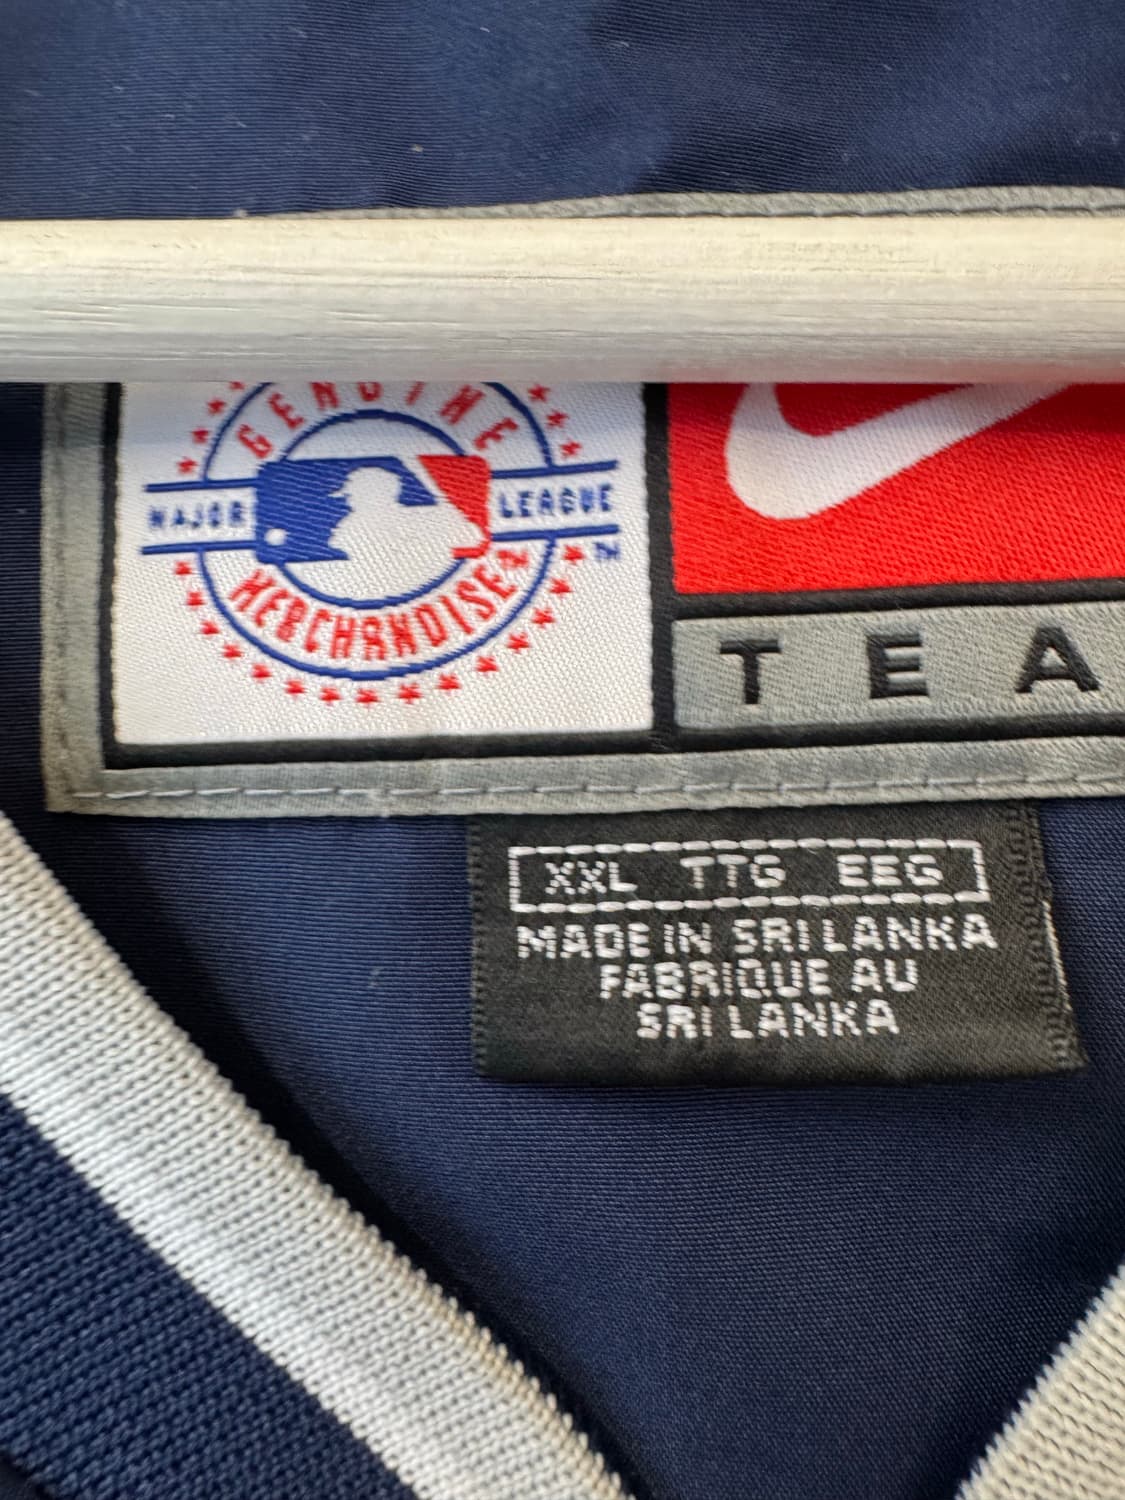 GENUINE
MAJOR LEAGUE TM
MERCHANDISE
TEA
XXL TTG EEG
MADE IN SRI LANKA
FABRIQUE AU
SRI LANKA